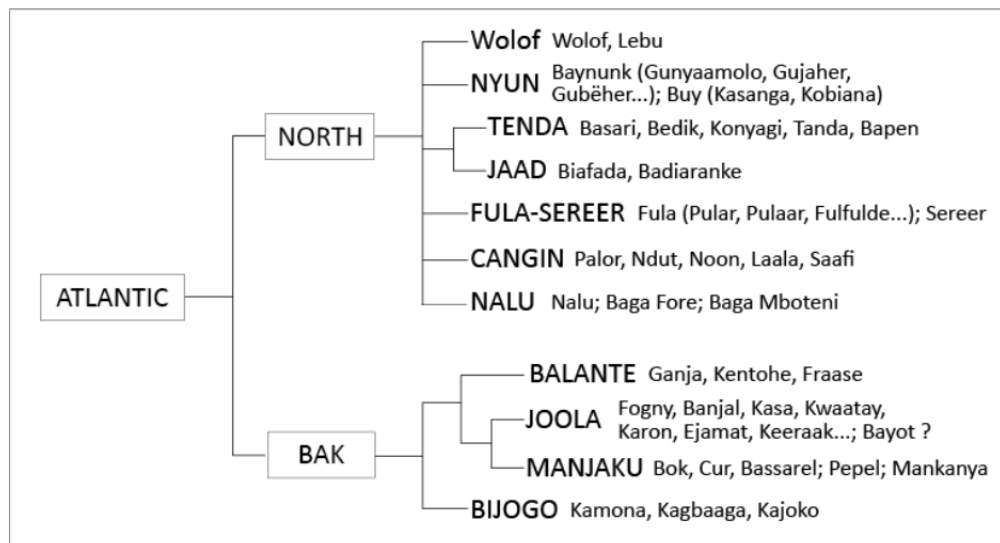 Wolof Wolof, Lebu
NYUN Baynunk (Gunyaamolo, Gujaher,
Gubëher...); Buy (Kasanga, Kobiana)
NORTH
TENDA Basari, Bedik, Konyagi, Tanda, Bapen
JAAD Biafada, Badiaranke
FULA-SEREER Fula (Pular, Pulaar, Fulfulde...); Sereer
CANGIN Palor, Ndut, Noon, Laala, Saafi
ATLANTIC
NALU Nalu; Baga Fore; Baga Mboteni
BALANTE Ganja, Kentohe, Fraase
JOOLA Fogny, Banjal, Kasa, Kwaatay,
Karon, Ejamat, Keeraak...; Bayot ?
BAK
MANJAKU Bok, Cur, Bassarel; Pepel; Mankanya
BIJOGO Kamona, Kagbaaga, Kajoko